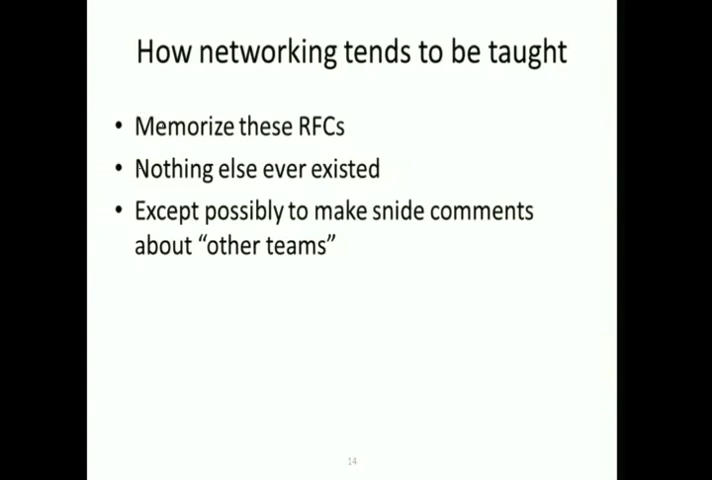 How networking tends to be taught
• Memorize these RFCs
• Nothing else ever existed
• Except possibly to make snide comments
about “other teams”
14